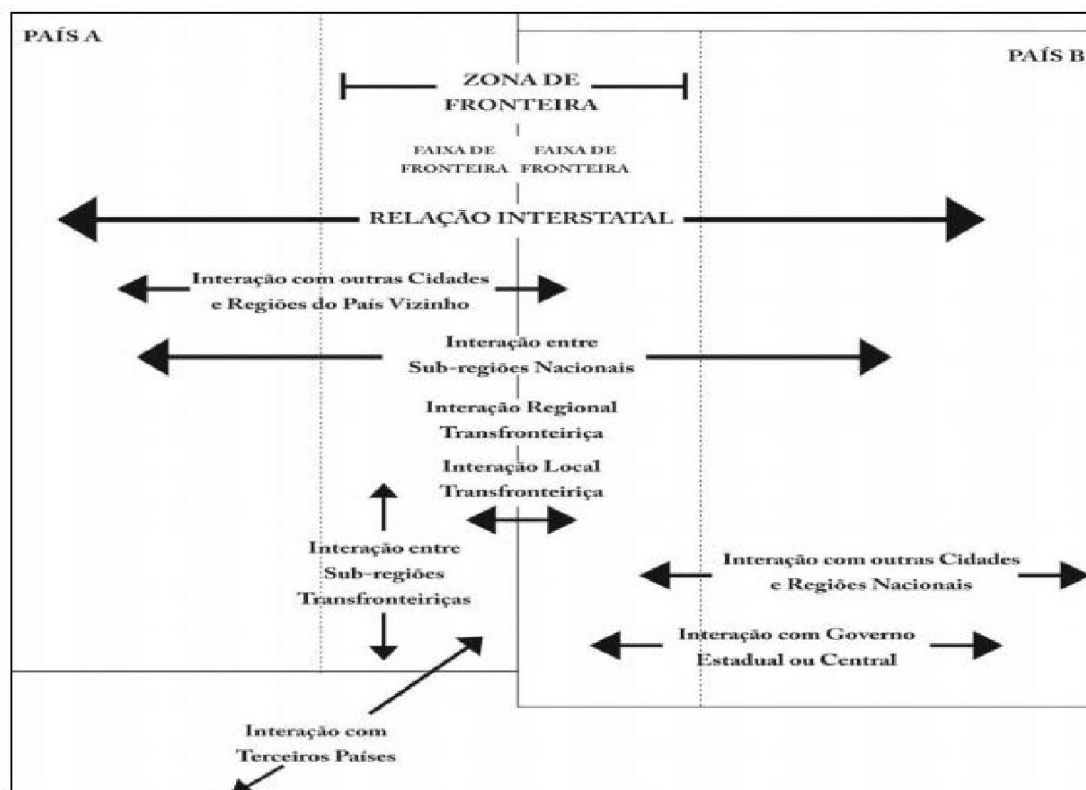 PAÍS A
PAÍS B
ZONA DE
FRONTEIRA
FAIXA DE
FRONTEIRA
FAIXA DE
FRONTEIRA
RELAÇÃO INTERSTATAL
Interação com outras Cidades
e Regiões do País Vizinho
Interação entre
Sub-regiões Nacionais
Interação Regional
Transfronteiriça
Interação Local
Transfronteiriça
Interação entre
Sub-regiões
Transfronteiriças
Interação com outras Cidades
e Regiões Nacionais
Interação com Governo
Estadual ou Central
Interação com
Terceiros Países